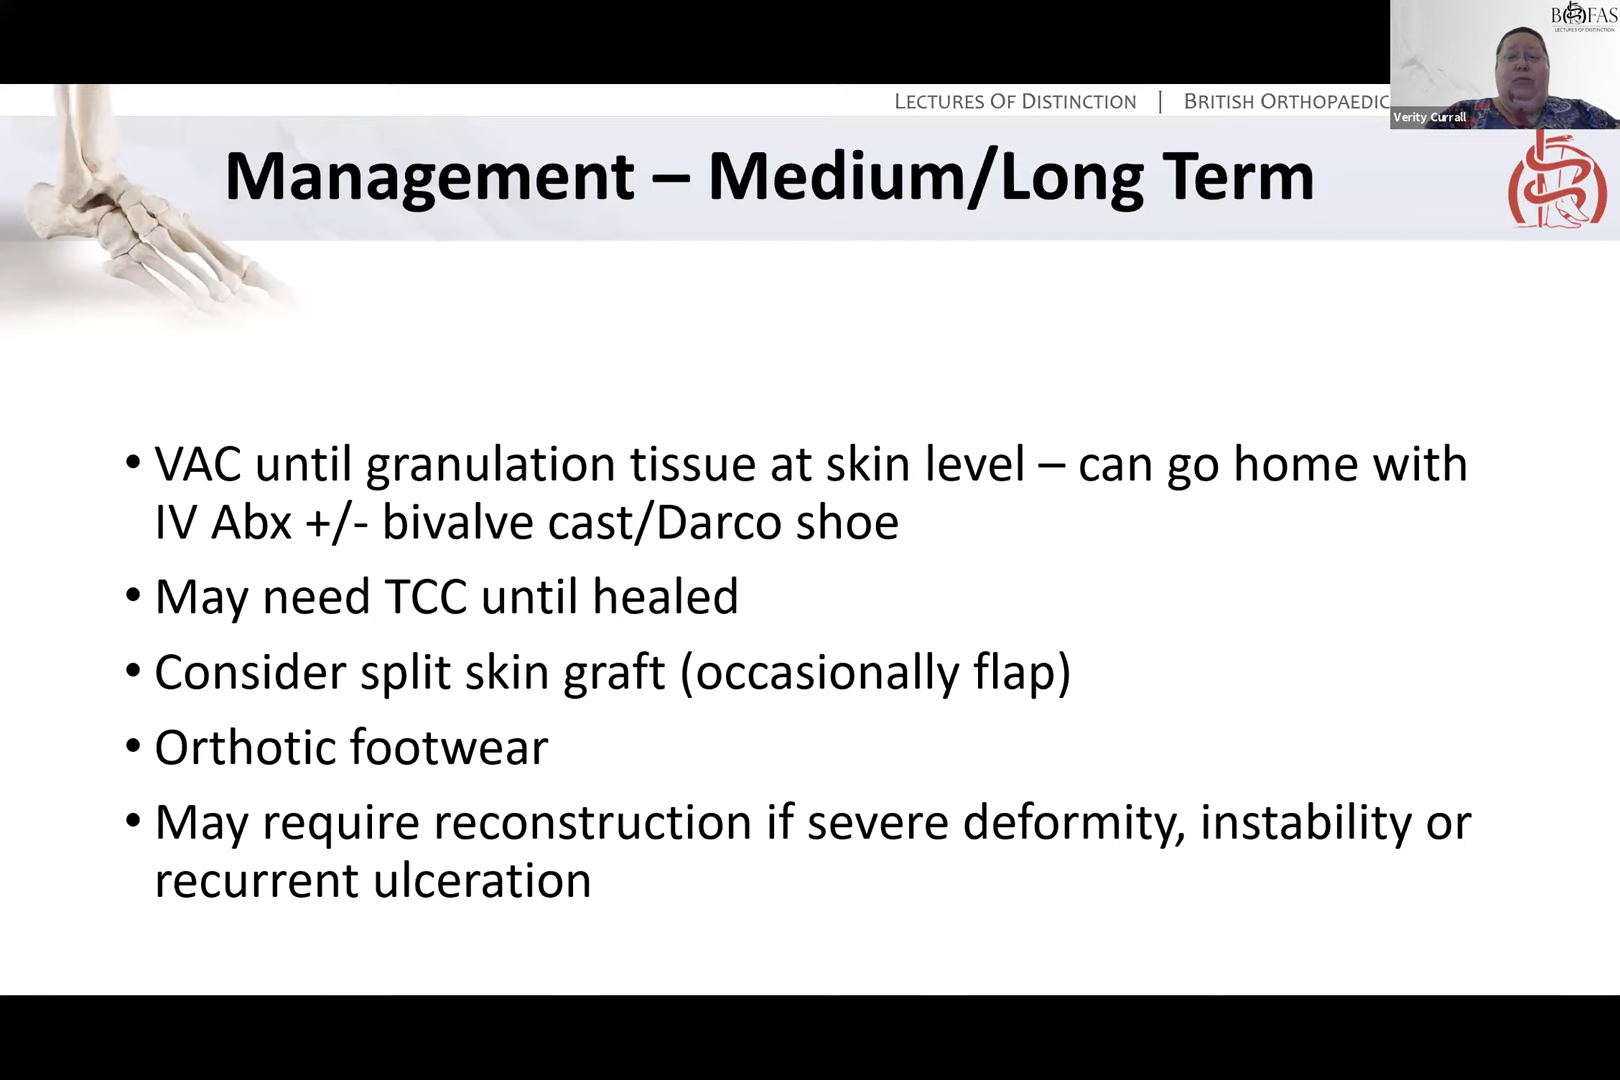 B FAS
LECTURES OF DISTINCTION
LECTURES OF DISTINCTION | BRITISH ORTHOPAEDIC
Verity Currall
Management – Medium/Long Term
• VAC until granulation tissue at skin level – can go home with
IV Abx +/- bivalve cast/Darco shoe
• May need TCC until healed
• Consider split skin graft (occasionally flap)
• Orthotic footwear
• May require reconstruction if severe deformity, instability or
recurrent ulceration